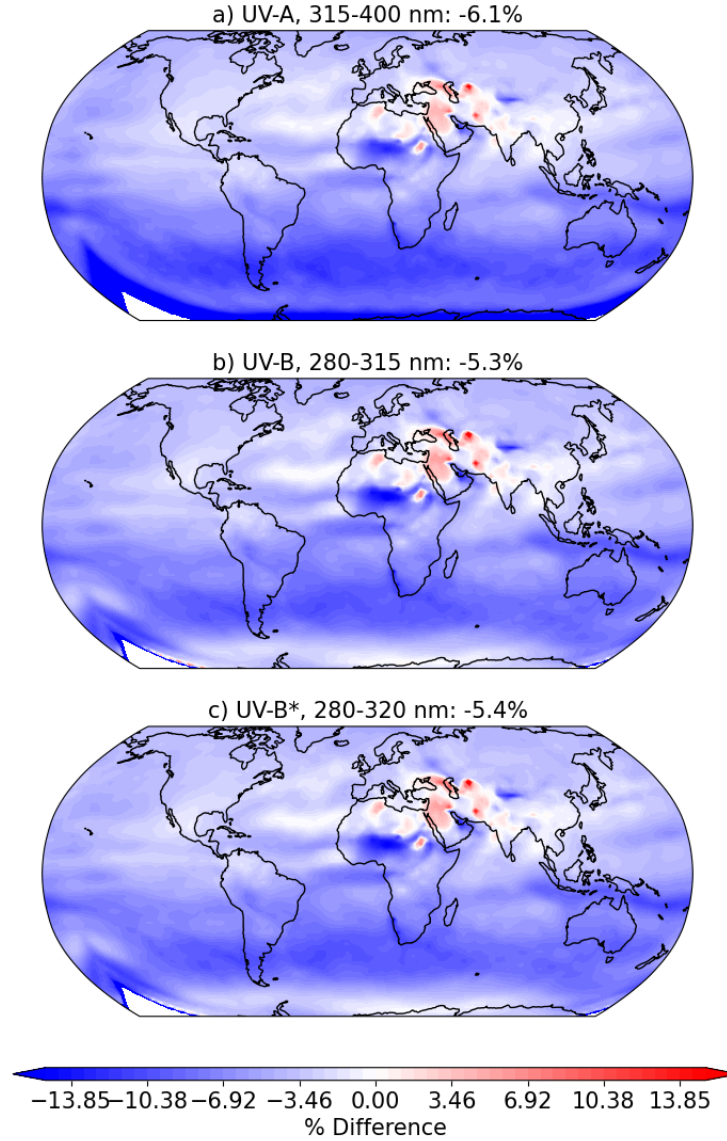 a) UV-A, 315-400 nm: -6.1%
b) UV-B, 280-315 nm: -5.3%
c) UV-B*, 280-320 nm: -5.4%
−13.85 −10.38 −6.92 −3.46 0.00 3.46 6.92 10.38 13.85
% Difference